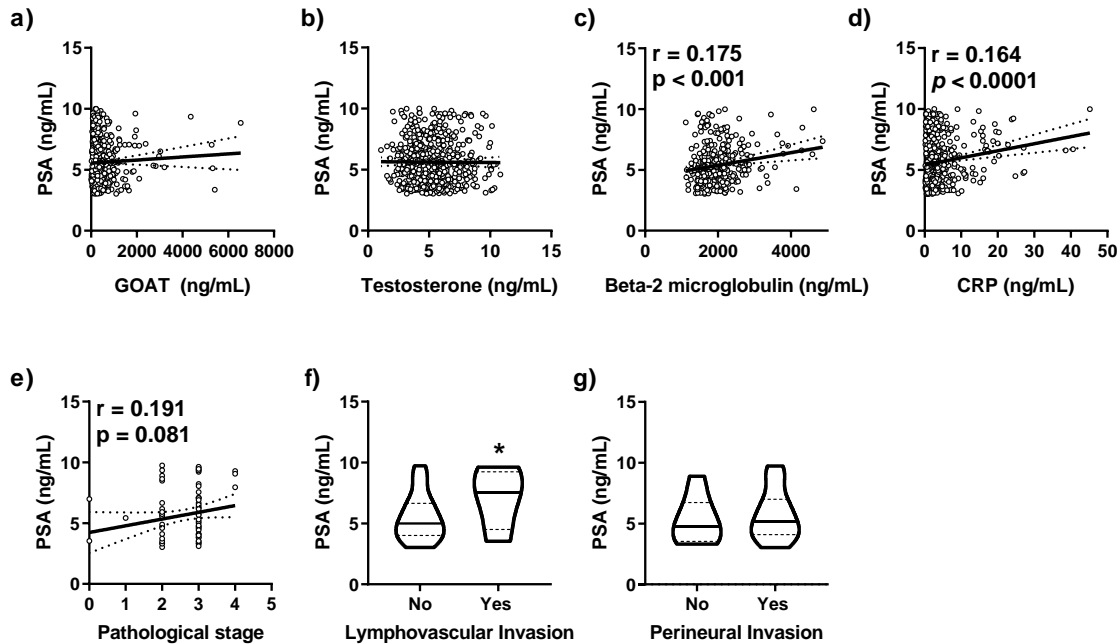 a)
15
10
5
0
PSA (ng/mL)
0 2000 4000 6000 8000
GOAT (ng/mL)
b)
15
10
5
0
PSA (ng/mL)
0 5 10 15
Testosterone (ng/mL)
c)
r = 0.175
p < 0.001
15
10
5
0
PSA (ng/mL)
0 2000 4000
Beta-2 microglobulin (ng/mL)
d)
r = 0.164
p < 0.0001
15
10
5
0
PSA (ng/mL)
0 10 20 30 40 50
CRP (ng/mL)
e)
r = 0.191
p = 0.081
15
10
5
0
PSA (ng/mL)
0 1 2 3 4 5
Pathological stage
f)
15
10
5
0
PSA (ng/mL)
*
No Yes
Lymphovascular Invasion
g)
15
10
5
0
PSA (ng/mL)
No Yes
Perineural Invasion